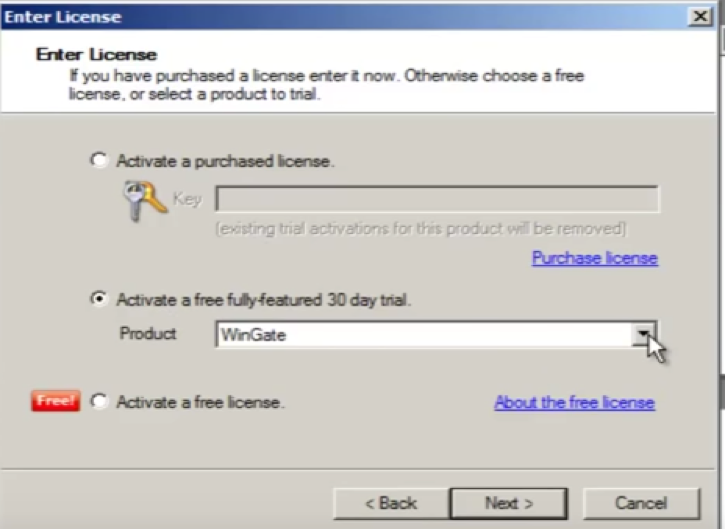 Enter License
Enter License
If you have purchased a license enter it now. Otherwise choose a free
license, or select a product to trial.
Activate a purchased license.
Key
(existing trial activations for this product will be removed)
Purchase license
Activate a free fully-featured 30 day trial.
Product WinGate
Free! Activate a free license. About the free license
< Back Next > Cancel